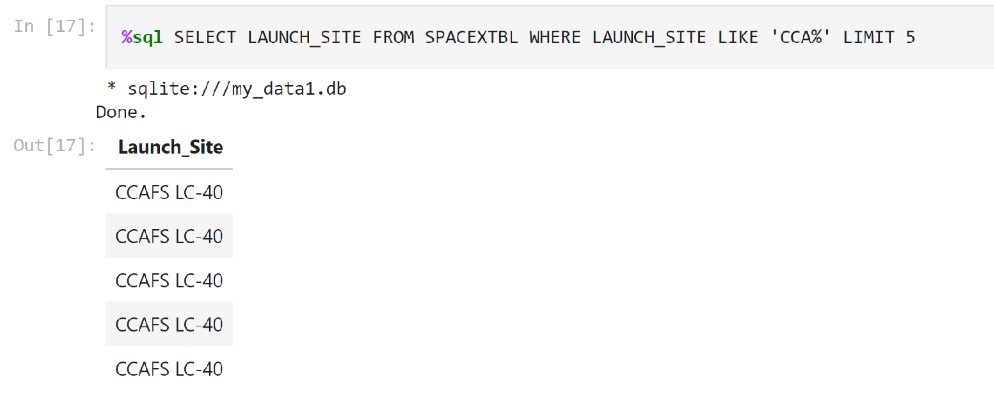 In [17]: %sql SELECT LAUNCH_SITE FROM SPACEXTBL WHERE LAUNCH_SITE LIKE 'CCA%' LIMIT 5
* sqlite:///my_data1.db
Done.
Out[17]: Launch_Site
CCAFS LC-40
CCAFS LC-40
CCAFS LC-40
CCAFS LC-40
CCAFS LC-40